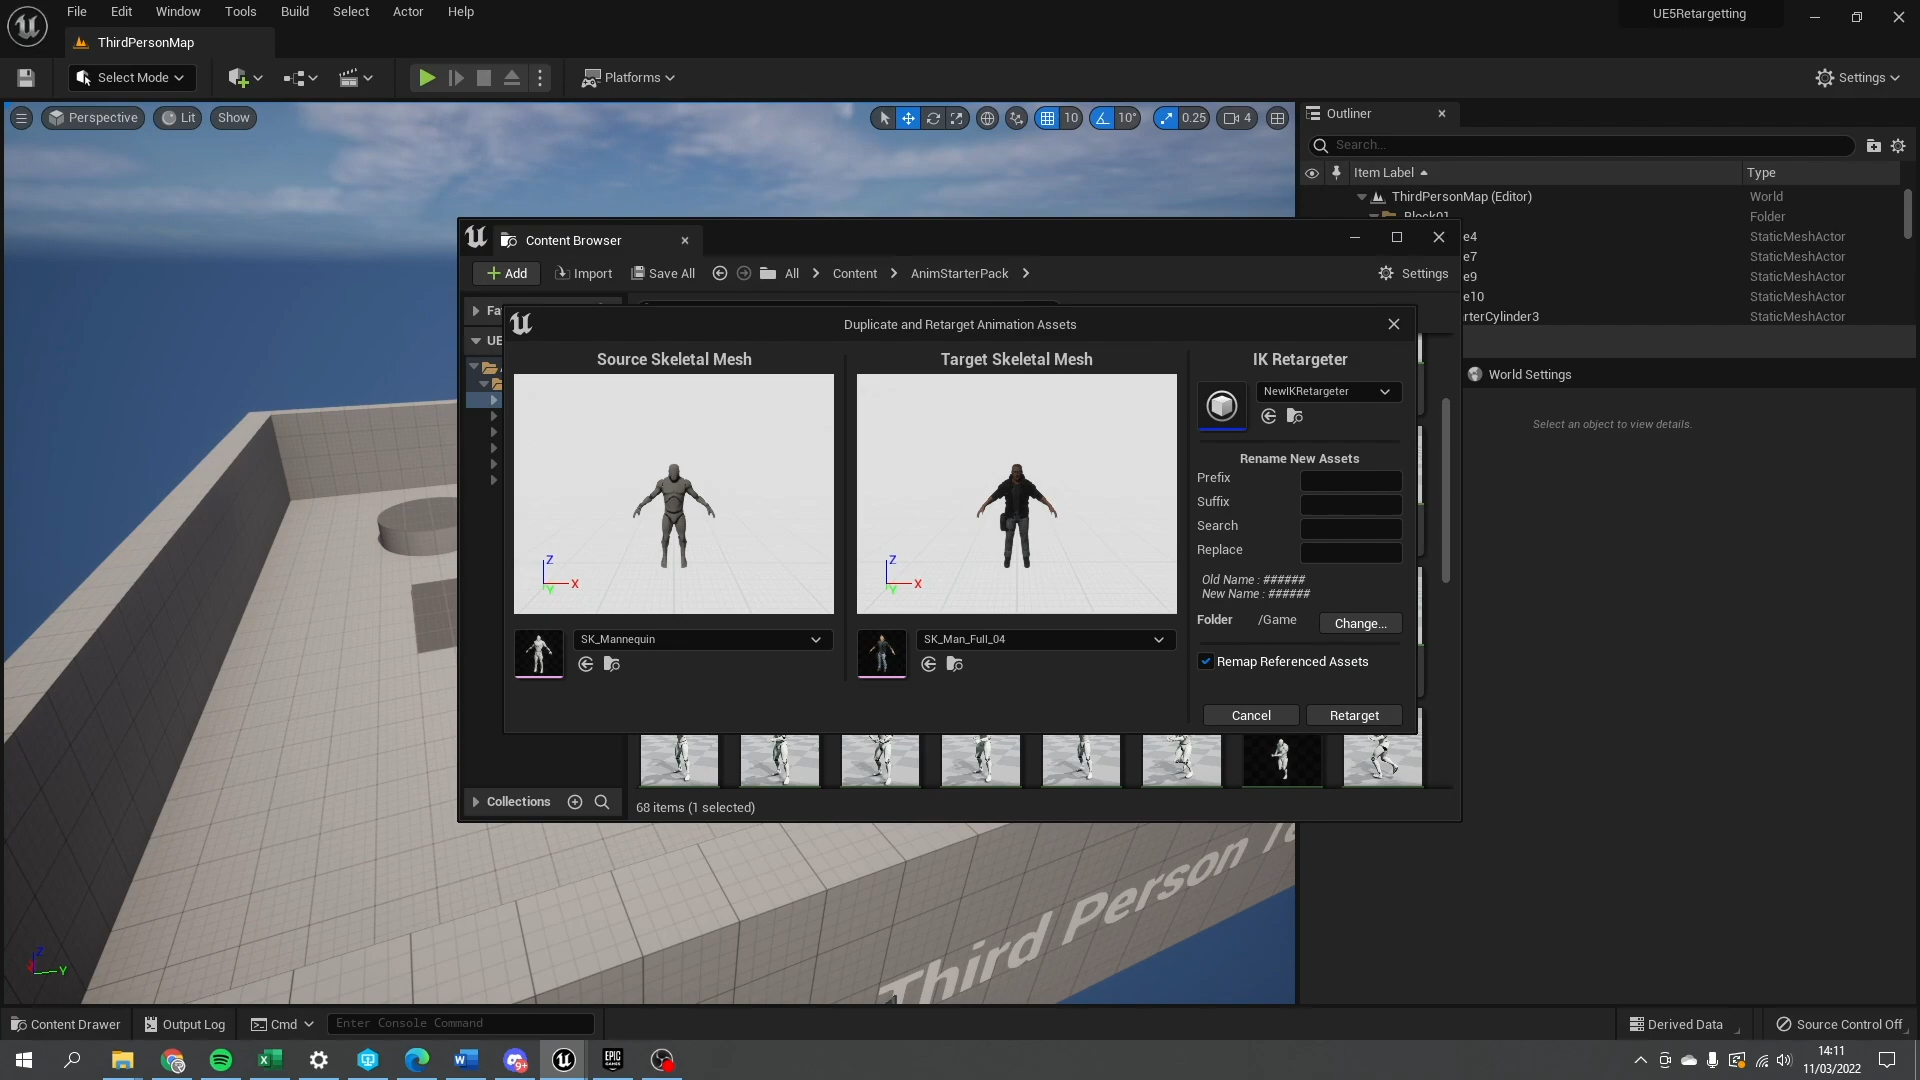 File Edit Window Tools Build Select Actor Help
UE5Retargetting
ThirdPersonMap
Select Mode
Platforms
Settings
Perspective
Lit
Show
10
10°
0.25
4
Outliner
Search...
Item Label
Type
ThirdPersonMap (Editor)
World
Block01
Folder
e4
StaticMeshActor
e7
StaticMeshActor
e9
StaticMeshActor
e10
StaticMeshActor
rterCylinder3
StaticMeshActor
World Settings
Select an object to view details.
Content Browser
Add
Import
Save All
All
Content
AnimStarterPack
Settings
Fa
UE
Duplicate and Retarget Animation Assets
Source Skeletal Mesh
Target Skeletal Mesh
IK Retargeter
NewIKRetargeter
Rename New Assets
Prefix
Suffix
Search
Replace
Old Name : ######
New Name : ######
Folder
/Game
Change...
Remap Referenced Assets
Cancel
Retarget
Z
X
Y
Z
X
Y
SK_Mannequin
SK_Man_Full_04
Collections
68 items (1 selected)
Third Person
Z
Y
Content Drawer
Output Log
Cmd
Enter Console Command
Derived Data
Source Control Off
EPIC
GAMES
9+
14:11
11/03/2022